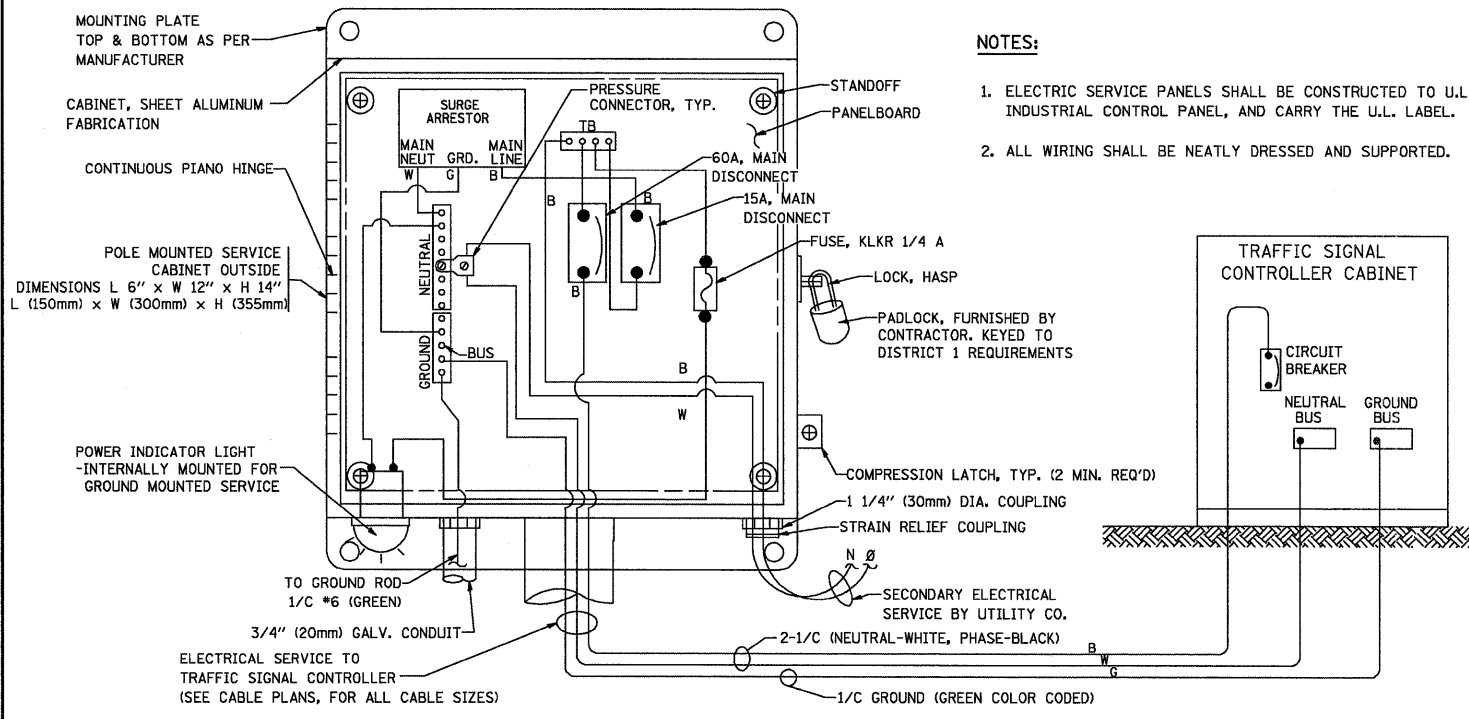 MOUNTING PLATE
TOP & BOTTOM AS PER
MANUFACTURER
CABINET, SHEET ALUMINUM
FABRICATION
CONTINUOUS PIANO HINGE
POLE MOUNTED SERVICE
CABINET OUTSIDE
DIMENSIONS L 6" x W 12" x H 14"
L (150mm) x W (300mm) x H (355mm)
POWER INDICATOR LIGHT
-INTERNALLY MOUNTED FOR
GROUND MOUNTED SERVICE
SURGE
ARRESTOR
MAIN
NEUT
GRD.
MAIN
LINE
W
G
B
PRESSURE
CONNECTOR, TYP.
TB
60A, MAIN
DISCONNECT
B
B
15A, MAIN
DISCONNECT
B
FUSE, KLKR 1/4 A
NEUTRAL
GROUND
BUS
B
W
STANDOFF
PANELBOARD
LOCK, HASP
PADLOCK, FURNISHED BY
CONTRACTOR. KEYED TO
DISTRICT 1 REQUIREMENTS
COMPRESSION LATCH, TYP. (2 MIN. REQ'D)
1 1/4" (30mm) DIA. COUPLING
STRAIN RELIEF COUPLING
N Ø
SECONDARY ELECTRICAL
SERVICE BY UTILITY CO.
TO GROUND ROD
1/C #6 (GREEN)
3/4" (20mm) GALV. CONDUIT
ELECTRICAL SERVICE TO
TRAFFIC SIGNAL CONTROLLER
(SEE CABLE PLANS, FOR ALL CABLE SIZES)
2-1/C (NEUTRAL-WHITE, PHASE-BLACK)
B
W
G
1/C GROUND (GREEN COLOR CODED)
NOTES:
1. ELECTRIC SERVICE PANELS SHALL BE CONSTRUCTED TO U.L
INDUSTRIAL CONTROL PANEL, AND CARRY THE U.L. LABEL.
2. ALL WIRING SHALL BE NEATLY DRESSED AND SUPPORTED.
TRAFFIC SIGNAL
CONTROLLER CABINET
CIRCUIT
BREAKER
NEUTRAL
BUS
GROUND
BUS